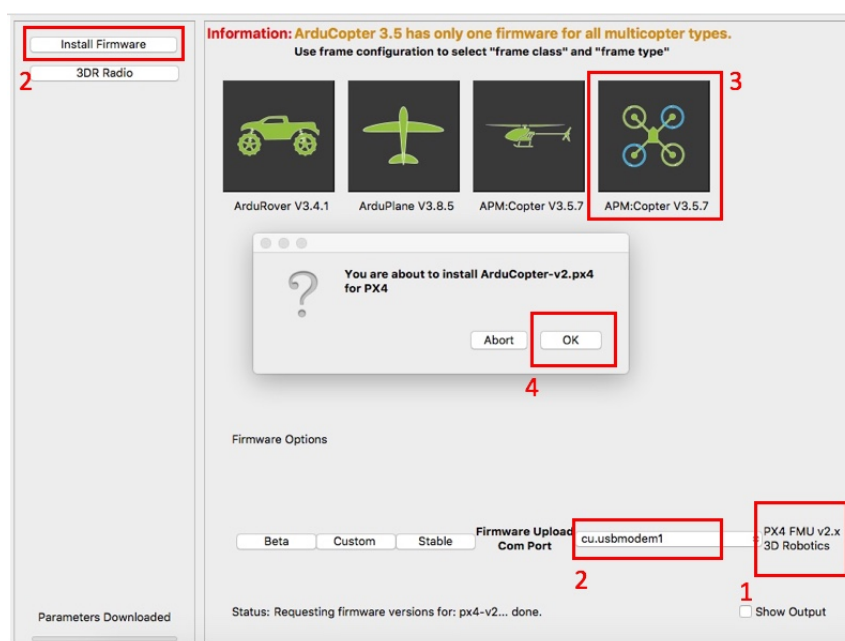 Install Firmware
2
3DR Radio
Information: ArduCopter 3.5 has only one firmware for all multicopter types.
Use frame configuration to select "frame class" and "frame type"
3
ArduRover V3.4.1
ArduPlane V3.8.5
APM:Copter V3.5.7
APM:Copter V3.5.7
You are about to install ArduCopter-v2.px4
for PX4
Abort
OK
4
Firmware Options
Beta
Custom
Stable
Firmware Upload
Com Port
cu.usbmodem1
2
PX4 FMU v2.x
3D Robotics
1
Parameters Downloaded
Status: Requesting firmware versions for: px4-v2... done.
Show Output